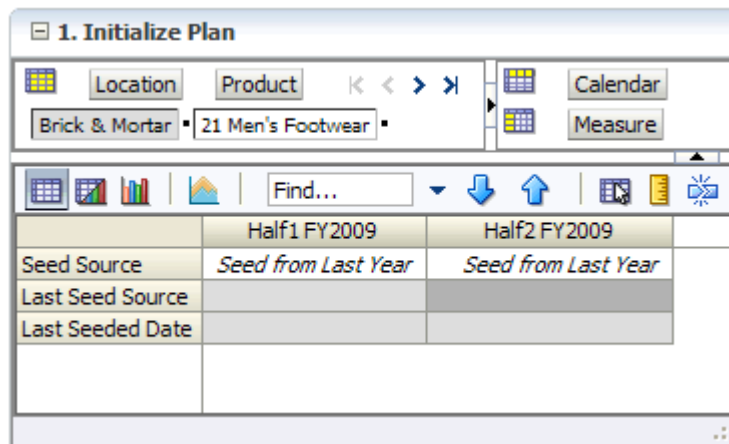 1. Initialize Plan
Location Product Calendar
Brick & Mortar 21 Men's Footwear Measure
Find...
Half1 FY2009 Half2 FY2009
Seed Source Seed from Last Year Seed from Last Year
Last Seed Source
Last Seeded Date